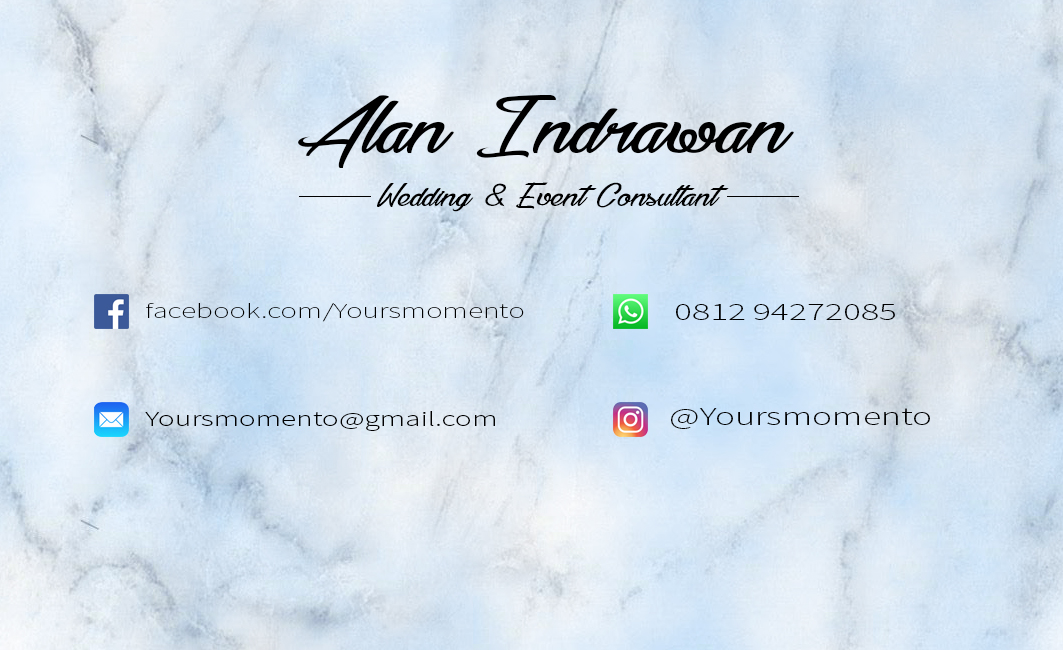 Alan Indrawan
Wedding & Event Consultant
facebook.com/Yoursmomento
0812 94272085
Yoursmomento@gmail.com
@Yoursmomento